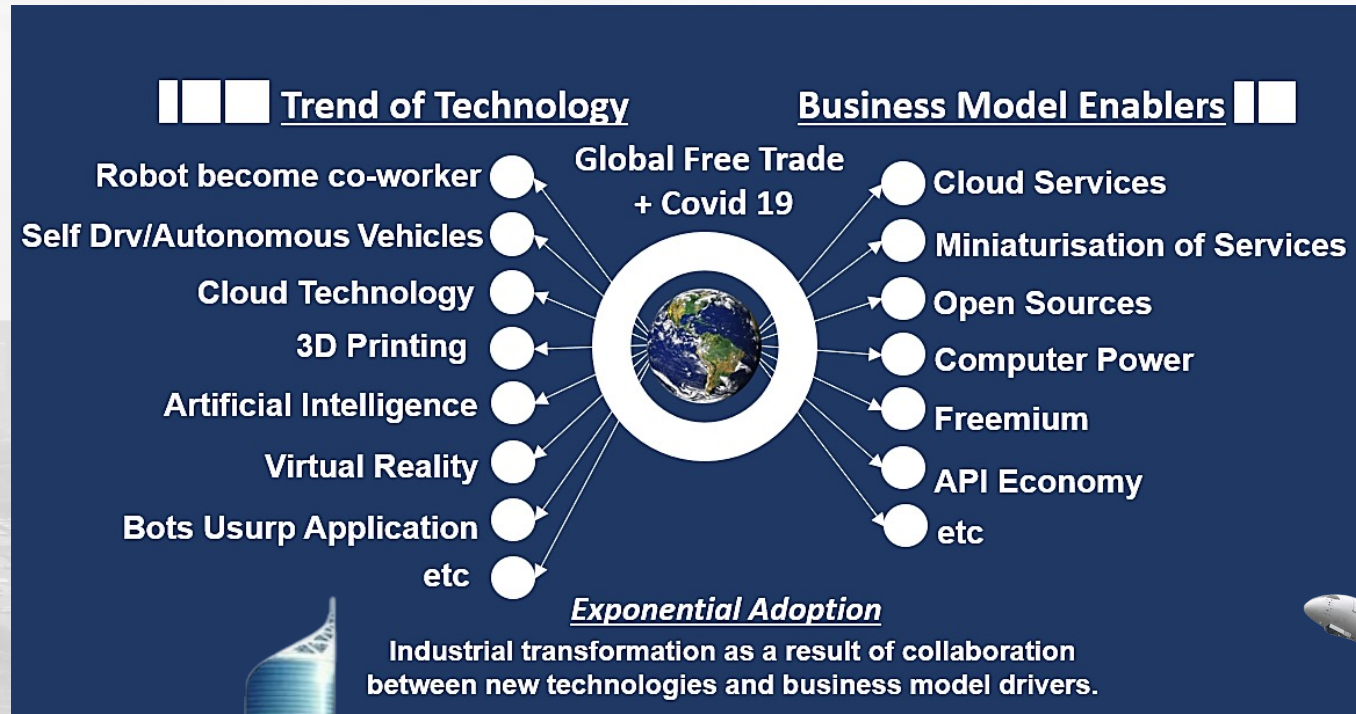 Trend of Technology
Business Model Enablers
Global Free Trade
+ Covid 19
Robot become co-worker
Self Drv/Autonomous Vehicles
Cloud Technology
3D Printing
Artificial Intelligence
Virtual Reality
Bots Usurp Application
etc
Cloud Services
Miniaturisation of Services
Open Sources
Computer Power
Freemium
API Economy
etc
Exponential Adoption
Industrial transformation as a result of collaboration
between new technologies and business model drivers.